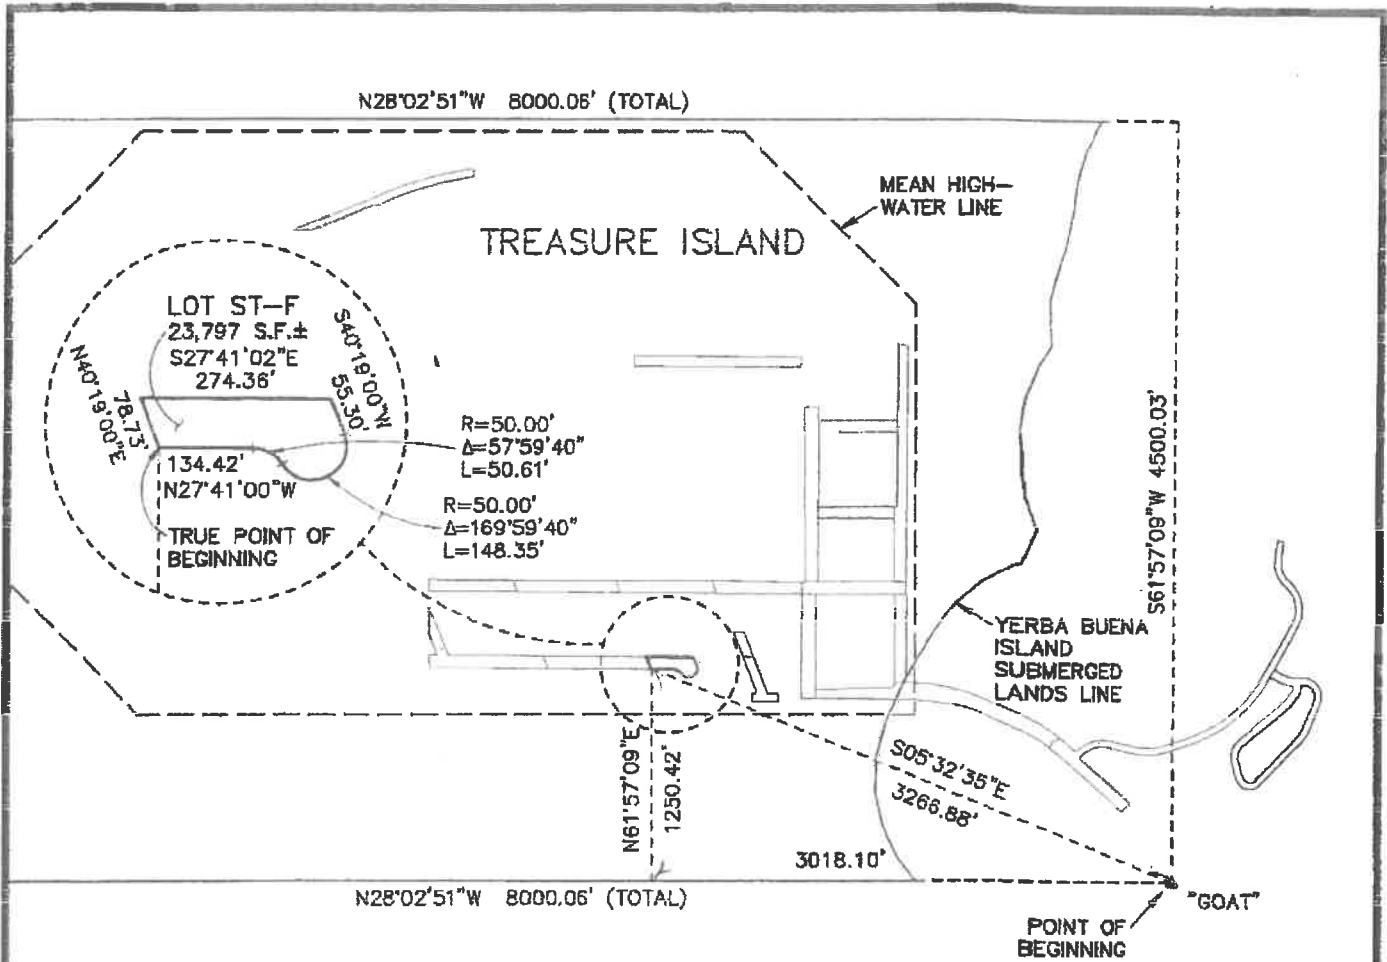 N28°02'51"W 8000.06' (TOTAL)
MEAN HIGH-
WATER LINE
TREASURE ISLAND
LOT ST-F
23,797 S.F.±
S27°41'02"E
274.36'
S40°19'00"W
55.30'
N40°19'00"E
78.73'
134.42'
N27°41'00"W
TRUE POINT OF
BEGINNING
R=50.00'
Δ=57°59'40"
L=50.61'
R=50.00'
Δ=169°59'40"
L=148.35'
S61°57'09"W 4500.03'
YERBA BUENA
ISLAND
SUBMERGED
LANDS LINE
N61°57'09"E
1250.42'
S05°32'35"E
3266.88'
3018.10'
N28°02'51"W 8000.06' (TOTAL)
"GOAT"
POINT OF
BEGINNING